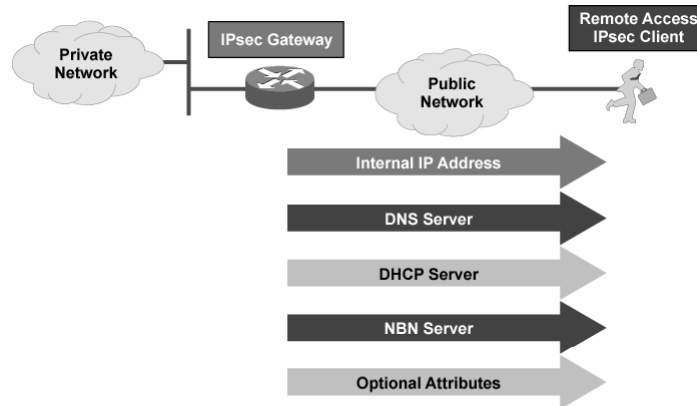 Private
Network
IPsec Gateway
Public
Network
Remote Access
IPsec Client
Internal IP Address
DNS Server
DHCP Server
NBN Server
Optional Attributes